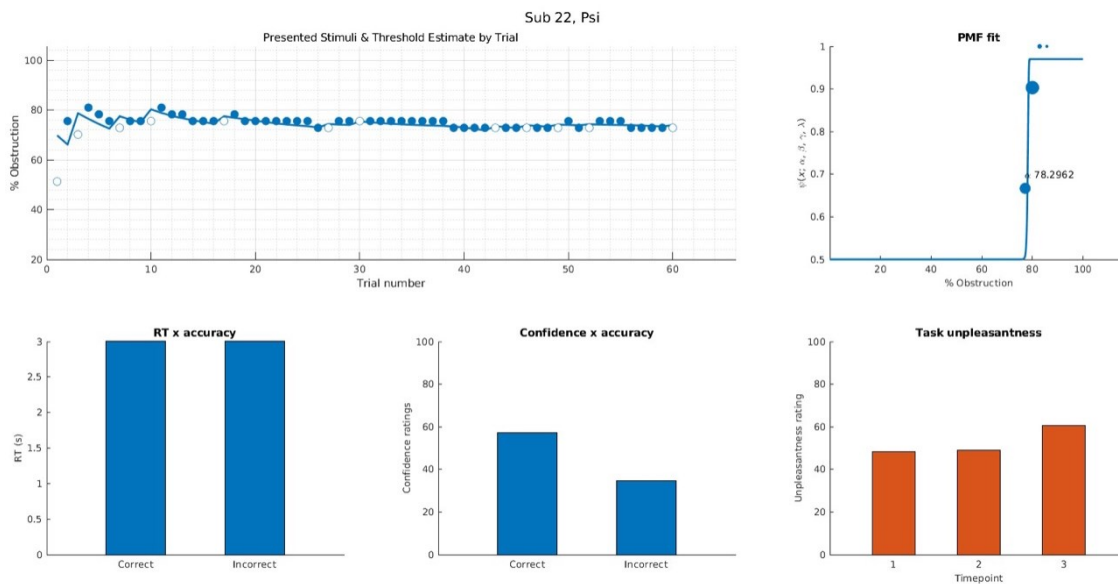 Sub 22, Psi
Presented Stimuli & Threshold Estimate by Trial
% Obstruction
100
80
60
40
20
0
10
20
30
40
50
60
Trial number
PMF fit
ψ(x; α, β, γ, λ)
1
0.9
0.8
0.7
0.6
0.5
78.2962
20
40
60
80
100
% Obstruction
RT x accuracy
RT (s)
3
2.5
2
1.5
1
0.5
0
Correct
Incorrect
Confidence x accuracy
Confidence ratings
100
80
60
40
20
0
Correct
Incorrect
Task unpleasantness
Unpleasantness rating
100
80
60
40
20
0
1
2
3
Timepoint